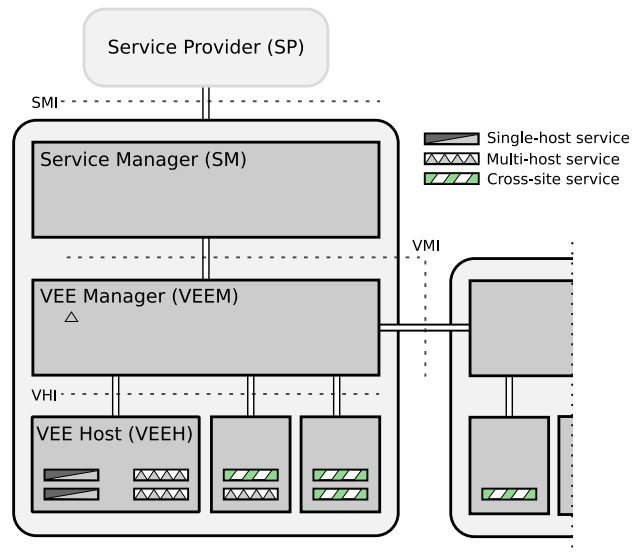 Service Provider (SP)
SMI
Service Manager (SM)
Single-host service
Multi-host service
Cross-site service
VMI
VEE Manager (VEEM)
VHI
VEE Host (VEEH)